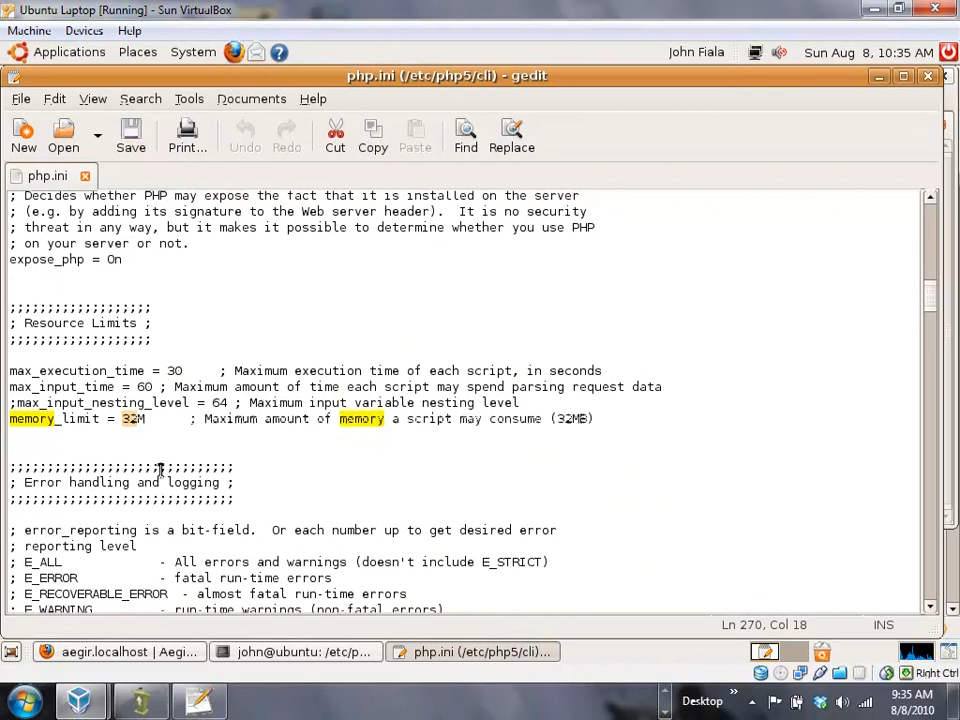 Ubuntu Laptop [Running] - Sun VirtualBox
Machine Devices Help
Applications Places System John Fiala Sun Aug 8, 10:35 AM
php.ini (/etc/php5/cli) - gedit
File Edit View Search Tools Documents Help
New Open Save Print... Undo Redo Cut Copy Paste Find Replace
php.ini
; Decides whether PHP may expose the fact that it is installed on the server
; (e.g. by adding its signature to the Web server header).  It is no security
; threat in any way, but it makes it possible to determine whether you use PHP
; on your server or not.
expose_php = On
;;;;;;;;;;;;;;;;;;;
; Resource Limits ;
;;;;;;;;;;;;;;;;;;;
max_execution_time = 30     ; Maximum execution time of each script, in seconds
max_input_time = 60 ; Maximum amount of time each script may spend parsing request data
;max_input_nesting_level = 64 ; Maximum input variable nesting level
memory_limit = 32M      ; Maximum amount of memory a script may consume (32MB)
;;;;;;;;;;;;;;;;;;;;;;;;;;;;;;
; Error handling and logging ;
;;;;;;;;;;;;;;;;;;;;;;;;;;;;;;
; error_reporting is a bit-field.  Or each number up to get desired error
; reporting level
; E_ALL             - All errors and warnings (doesn't include E_STRICT)
; E_ERROR           - fatal run-time errors
; E_RECOVERABLE_ERROR  - almost fatal run-time errors
; E_WARNING         - run-time warnings (non-fatal errors)
Ln 270, Col 18 INS
aegir.localhost | Aegi... john@ubuntu: /etc/p... php.ini (/etc/php5/cli)...
Right Ctrl
Desktop 9:35 AM
8/8/2010